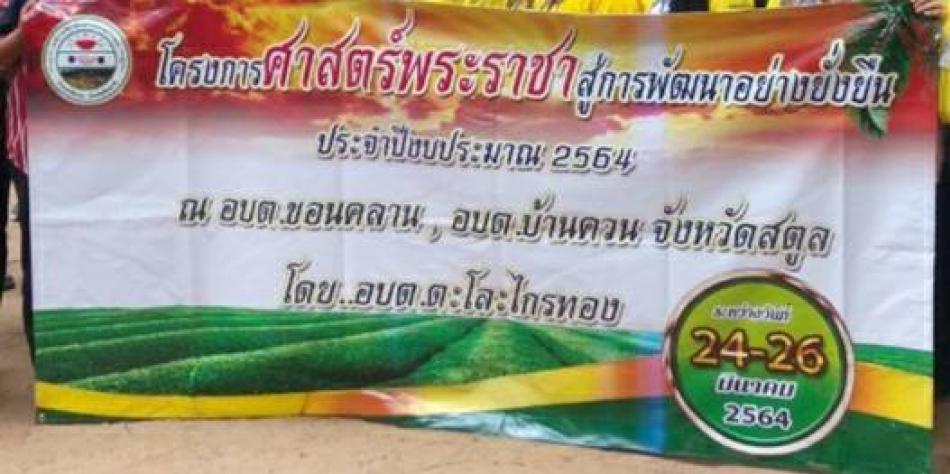 โครงการศาสตร์พระราชาสู่การพัฒนาอย่างยั่งยืน
ประจำปีงบประมาณ 2564
ณ อบต.ขอนคลาน , อบต.บ้านควน จังหวัดสตูล
โดย..อบต.ตะโละไกรทอง
ระหว่างวันที่
24-26
มีนาคม
2564